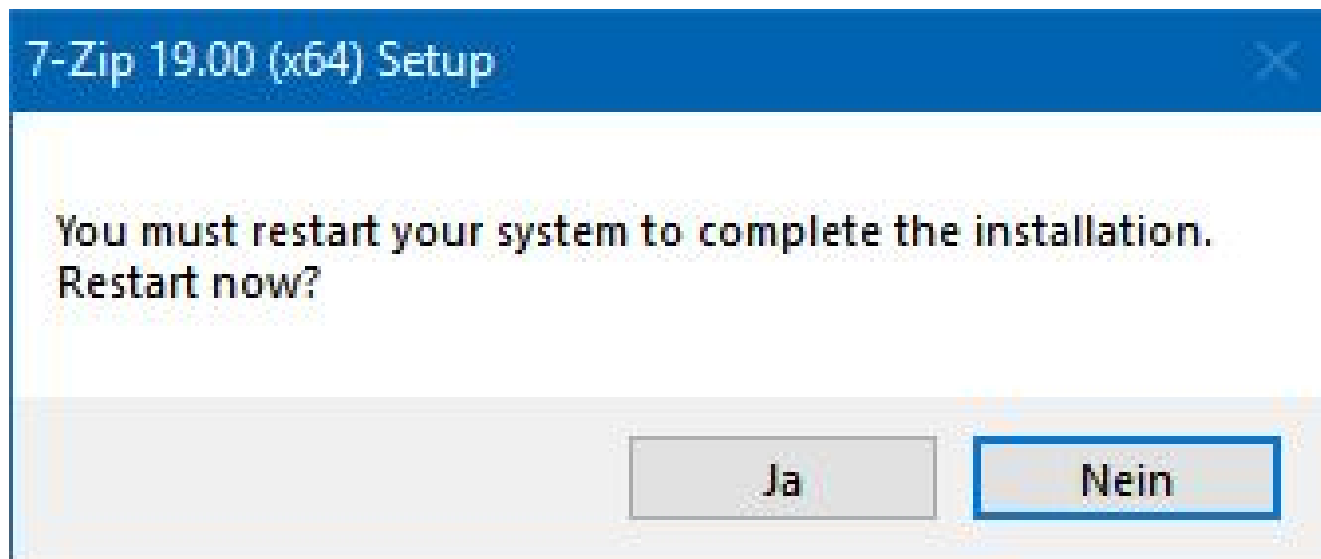 7-Zip 19.00 (x64) Setup
You must restart your system to complete the installation.
Restart now?
Ja
Nein